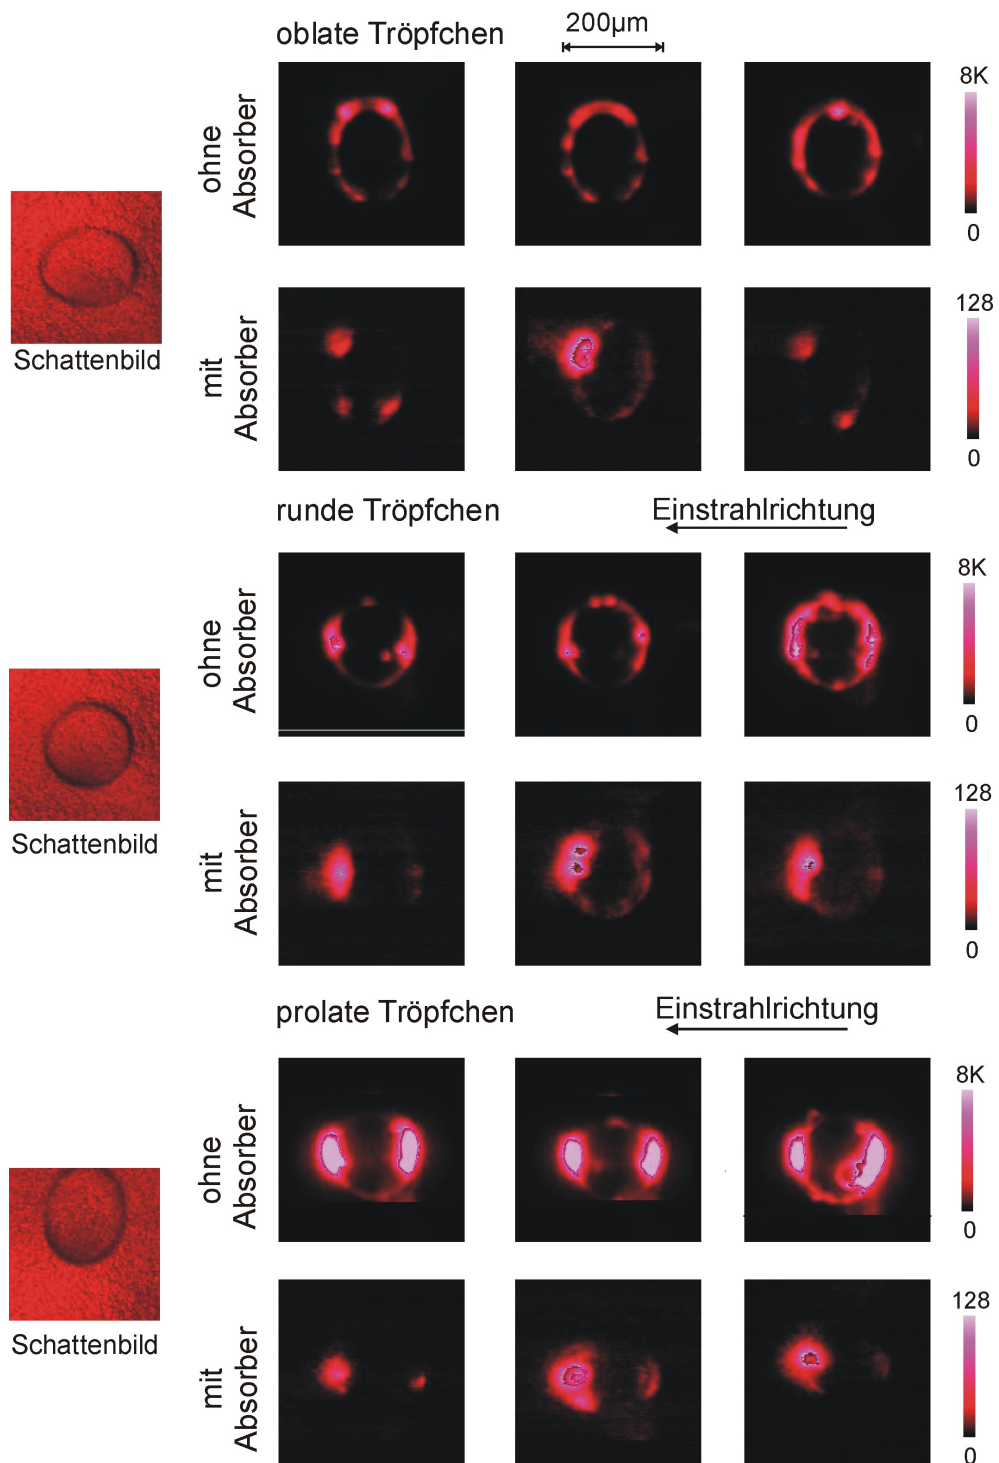 oblate Tröpfchen
200µm
ohne
Absorber
8K
0
Schattenbild
mit
Absorber
128
0
runde Tröpfchen
Einstrahlrichtung
ohne
Absorber
8K
0
Schattenbild
mit
Absorber
128
0
prolate Tröpfchen
Einstrahlrichtung
ohne
Absorber
8K
0
Schattenbild
mit
Absorber
128
0